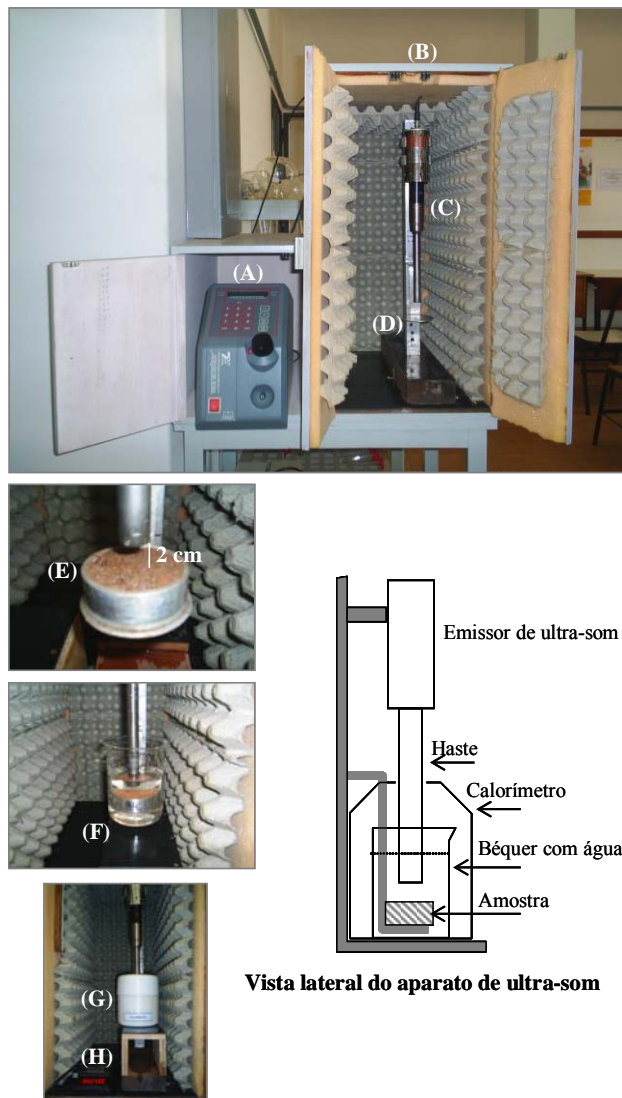 (B)
(C)
(A)
(D)
2 cm
(E)
(F)
(G)
(H)
Emissor de ultra-som
Haste
Calorímetro
Béquer com água
Amostra
Vista lateral do aparato de ultra-som